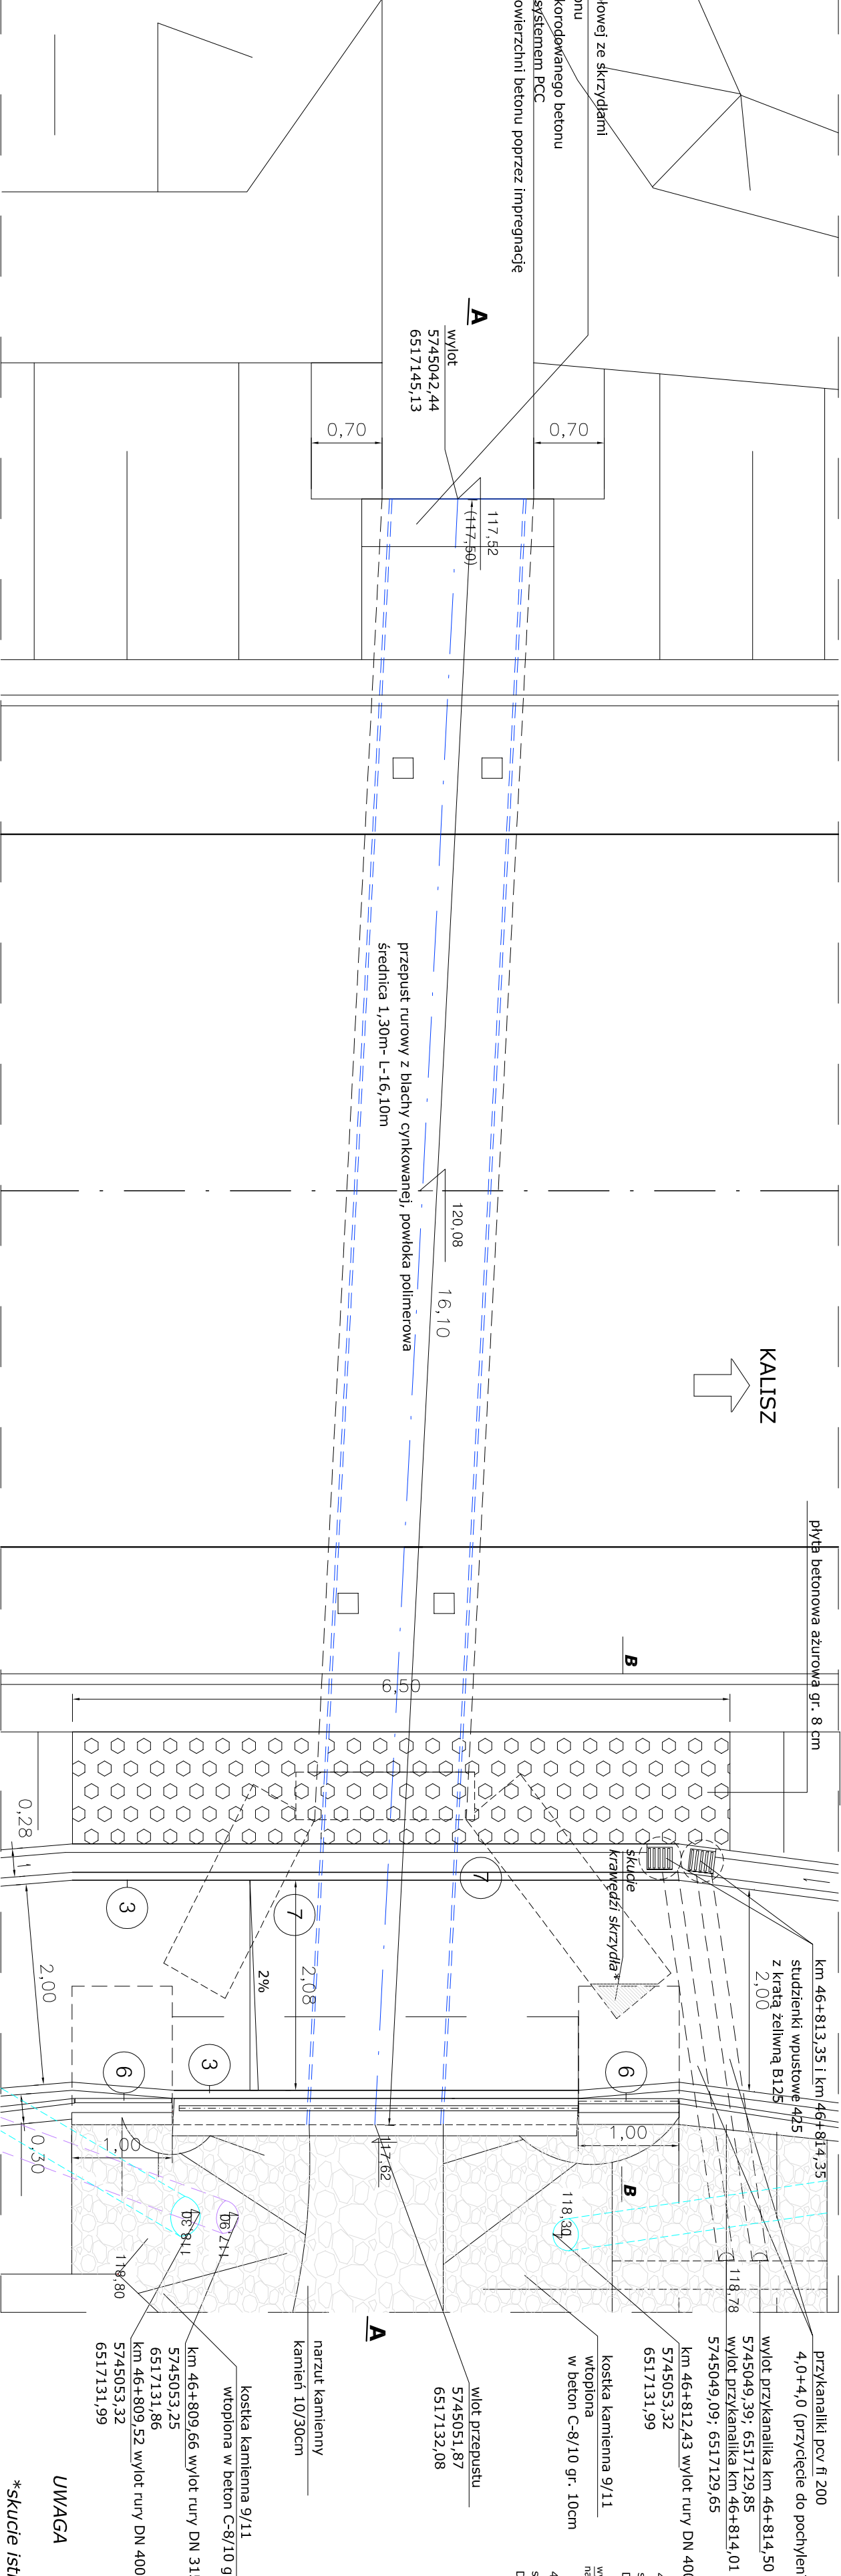 łowej ze skrzydłami
onu
korodowanego betonu
systemem PCC
owierzchni betonu poprzez impregnację
A
wylot
5745042,44
6517145,13
0,70
0,70
117,52
(117,50)
przepust rurowy z blachy cynkowanej, powłoka polimerowa
średnica 1,30m- L-16,10m
120,08
16,10
KALISZ
płyta betonowa ażurowa gr. 8 cm
B
6,50
0,28
skucie
krawędzi skrzydła*
7
7
3
3
2%
2,08
2,00
2,00
6
6
km 46+813,35 i km 46+814,35
studzienki wpustowe 425
z kratą żeliwną B125
1,00
1,00
0,30
117,62
B
118,30
118,30
117,90
118,80
118,78
A
przykanaliki pcv fi 200
4,0+4,0 (przycięcie do pochyleni
wylot przykanalika km 46+814,50
5745049,39; 6517129,85
wylot przykanalika km 46+814,01
5745049,09; 6517129,65
km 46+812,43 wylot rury DN 400
5745053,32
6517131,99
kostka kamienna 9/11
wtopiona
w beton C-8/10 gr. 10cm
wlot przepustu
5745051,87
6517132,08
narzut kamienny
kamień 10/30cm
kostka kamienna 9/11
wtopiona w beton C-8/10 g
km 46+809,66 wylot rury DN 31
5745053,25
6517131,86
km 46+809,52 wylot rury DN 400
5745053,32
6517131,99
UWAGA
*skucie ist